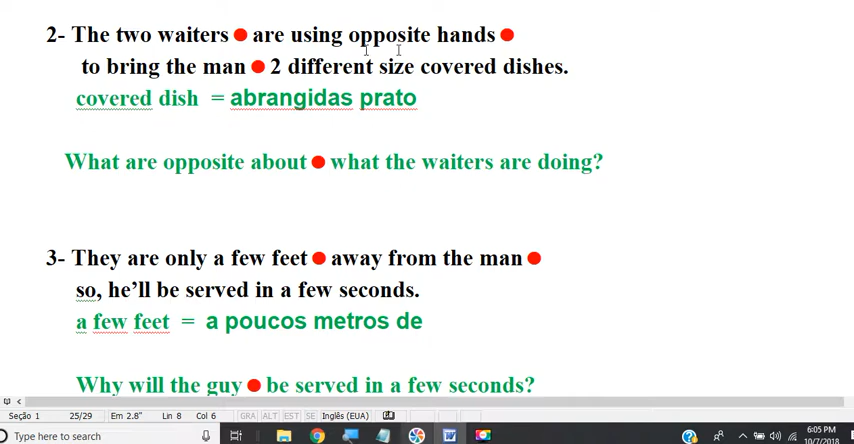 2- The two waiters ● are using opposite hands ●
to bring the man ● 2 different size covered dishes.
covered dish = abrangidas prato
What are opposite about ● what the waiters are doing?
3- They are only a few feet ● away from the man ●
so, he’ll be served in a few seconds.
a few feet = a poucos metros de
Why will the guy ● be served in a few seconds?
Seção 1 25/29 Em 2.8" Lin 8 Col 6 GRA ALT EST SE Inglês (EUA)
Type here to search
6:05 PM
10/7/2018